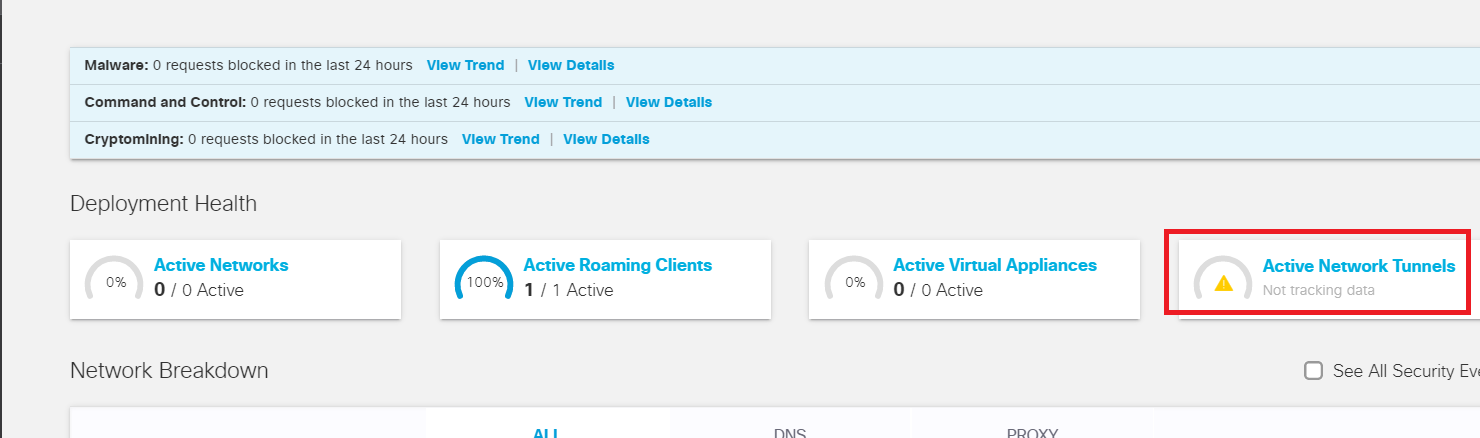 Malware: 0 requests blocked in the last 24 hours View Trend | View Details
Command and Control: 0 requests blocked in the last 24 hours View Trend | View Details
Cryptomining: 0 requests blocked in the last 24 hours View Trend | View Details
Deployment Health
0% Active Networks
0 / 0 Active
100% Active Roaming Clients
1 / 1 Active
0% Active Virtual Appliances
0 / 0 Active
Active Network Tunnels
Not tracking data
Network Breakdown
See All Security Eve
ALL DNS PROXY